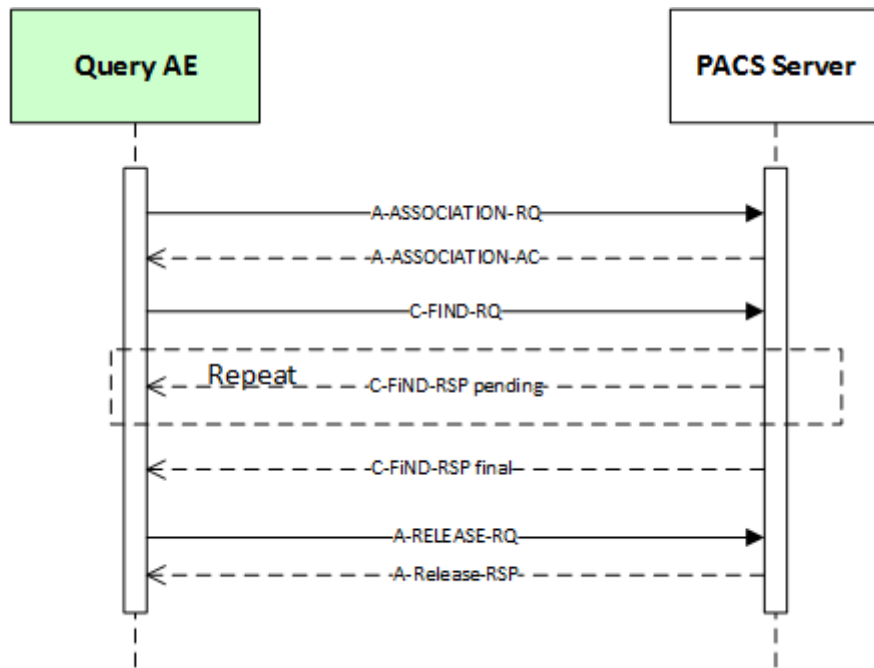 Query AE
PACS Server
A-ASSOCIATION-RQ
A-ASSOCIATION-AC
C-FIND-RQ
Repeat
C-FiND-RSP pending
C-FiND-RSP final
A-RELEASE-RQ
A-Release-RSP